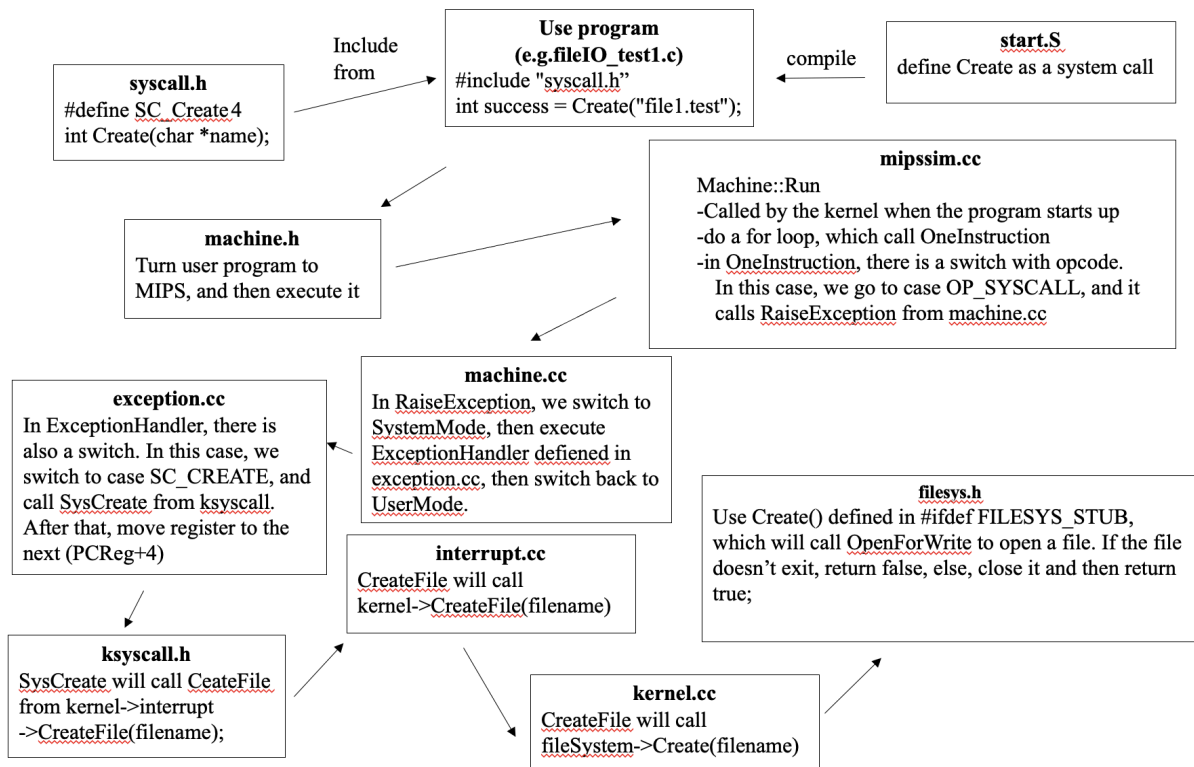 Include
from
syscall.h
#define SC_Create 4
int Create(char *name);
Use program
(e.g.fileIO_test1.c)
#include "syscall.h”
int success = Create("file1.test");
compile
start.S
define Create as a system call
machine.h
Turn user program to
MIPS, and then execute it
mipssim.cc
Machine::Run
-Called by the kernel when the program starts up
-do a for loop, which call OneInstruction
-in OneInstruction, there is a switch with opcode.
In this case, we go to case OP_SYSCALL, and it
calls RaiseException from machine.cc
machine.cc
In RaiseException, we switch to
SystemMode, then execute
ExceptionHandler defiened in
exception.cc, then switch back to
UserMode.
exception.cc
In ExceptionHandler, there is
also a switch. In this case, we
switch to case SC_CREATE, and
call SysCreate from ksyscall.
After that, move register to the
next (PCReg+4)
ksyscall.h
SysCreate will call CeateFile
from kernel->interrupt
->CreateFile(filename);
interrupt.cc
CreateFile will call
kernel->CreateFile(filename)
kernel.cc
CreateFile will call
fileSystem->Create(filename)
filesys.h
Use Create() defined in #ifdef FILESYS_STUB,
which will call OpenForWrite to open a file. If the file
doesn’t exit, return false, else, close it and then return
true;